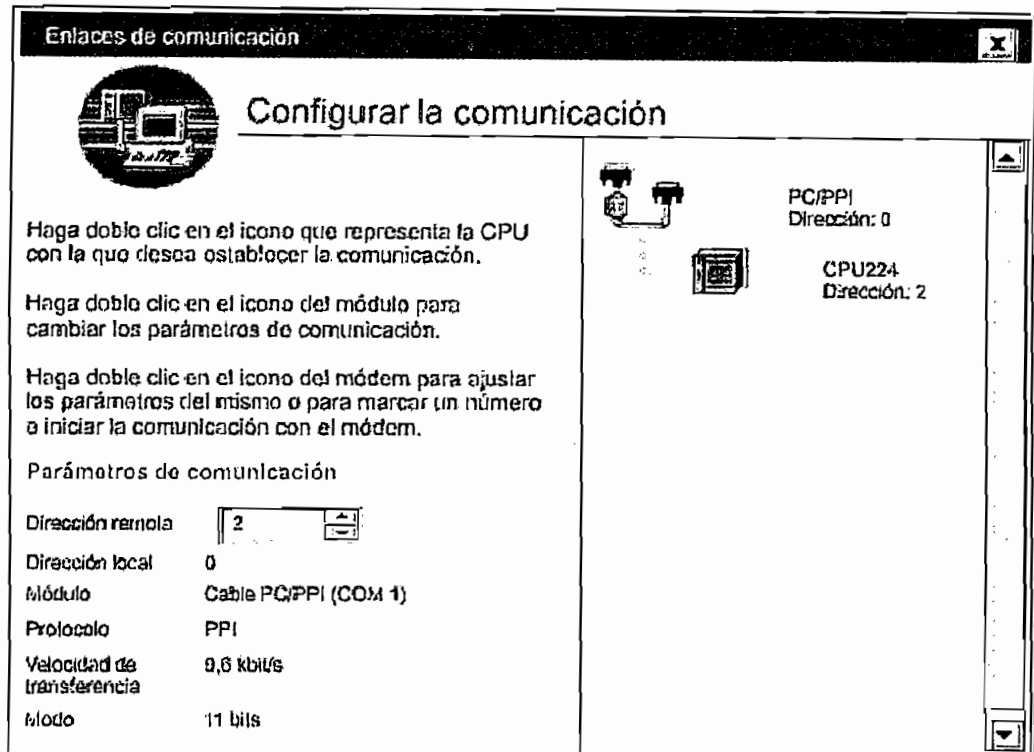 Enlaces de comunicación
Configurar la comunicación
Haga doble clic en el icono que representa la CPU
con la que desea establecer la comunicación.
Haga doble clic en el icono del módulo para
cambiar los parámetros de comunicación.
Haga doble clic en el icono del módem para ajustar
los parámetros del mismo o para marcar un número
e iniciar la comunicación con el módem.
Parámetros de comunicación
Dirección remota 2
Dirección local 0
Módulo Cable PC/PPI (COM 1)
Protocolo PPI
Velocidad de 9,6 kbit/s
transferencia
Modo 11 bits
PC/PPI
Dirección: 0
CPU224
Dirección: 2